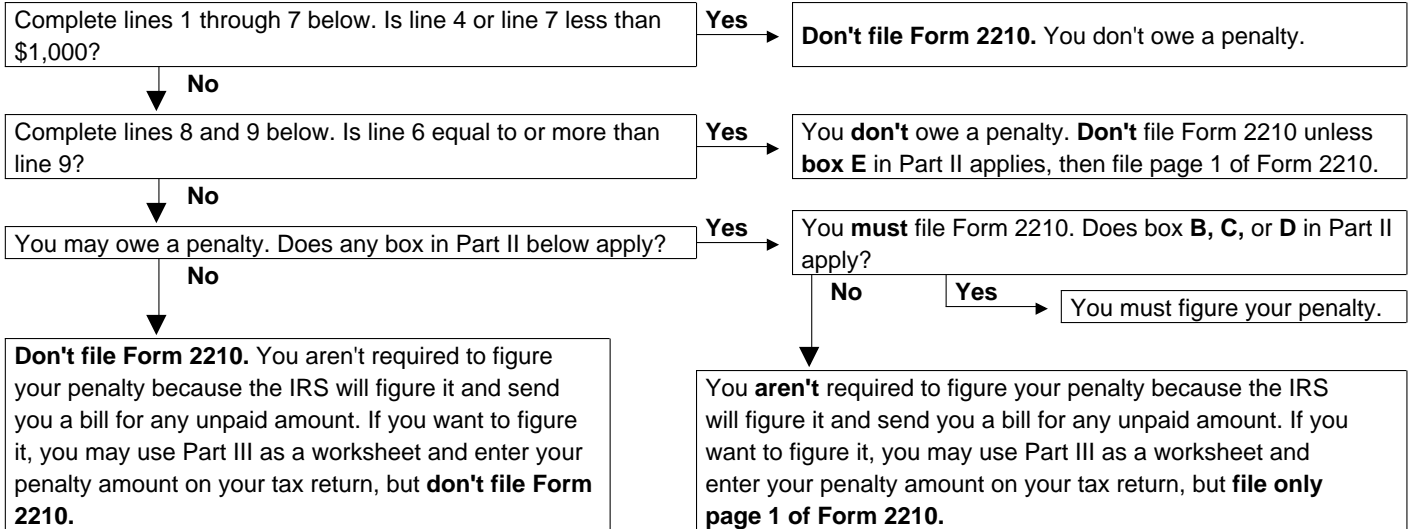 Complete lines 1 through 7 below. Is line 4 or line 7 less than
$1,000?
Yes
Don't file Form 2210. You don't owe a penalty.
No
Complete lines 8 and 9 below. Is line 6 equal to or more than
line 9?
Yes
You don't owe a penalty. Don't file Form 2210 unless
box E in Part II applies, then file page 1 of Form 2210.
No
You may owe a penalty. Does any box in Part II below apply?
Yes
You must file Form 2210. Does box B, C, or D in Part II
apply?
No
No
Yes
You must figure your penalty.
Don't file Form 2210. You aren't required to figure
your penalty because the IRS will figure it and send
you a bill for any unpaid amount. If you want to figure
it, you may use Part III as a worksheet and enter your
penalty amount on your tax return, but don't file Form
2210.
You aren't required to figure your penalty because the IRS
will figure it and send you a bill for any unpaid amount. If you
want to figure it, you may use Part III as a worksheet and
enter your penalty amount on your tax return, but file only
page 1 of Form 2210.